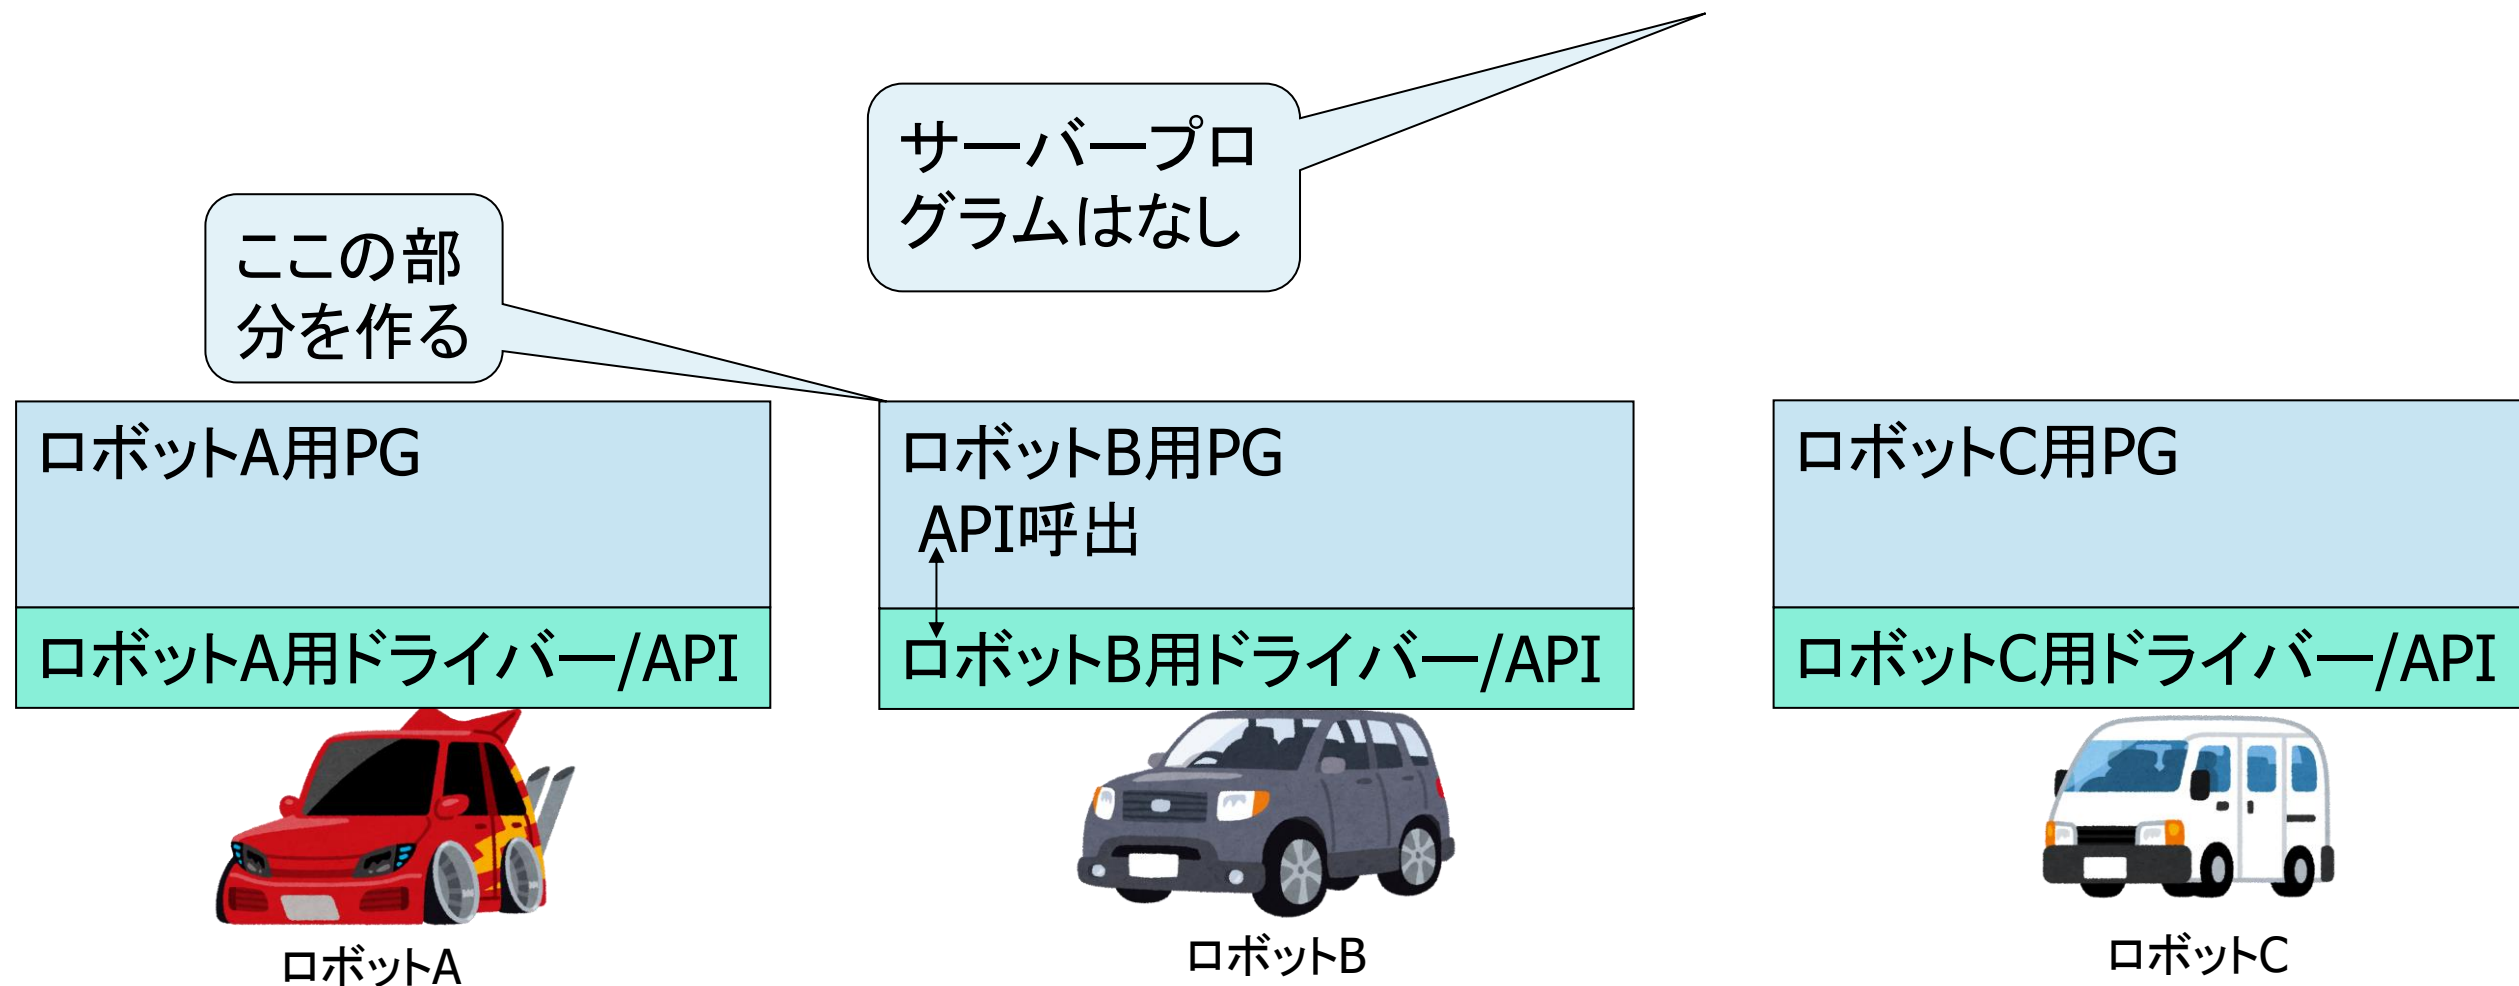 サーバープロ
グラムはなし
ここの部
分を作る
ロボットA用PG
ロボットB用PG
API呼出
ロボットC用PG
ロボットA用ドライバー/API
ロボットB用ドライバー/API
ロボットC用ドライバー/API
ロボットA
ロボットB
ロボットC